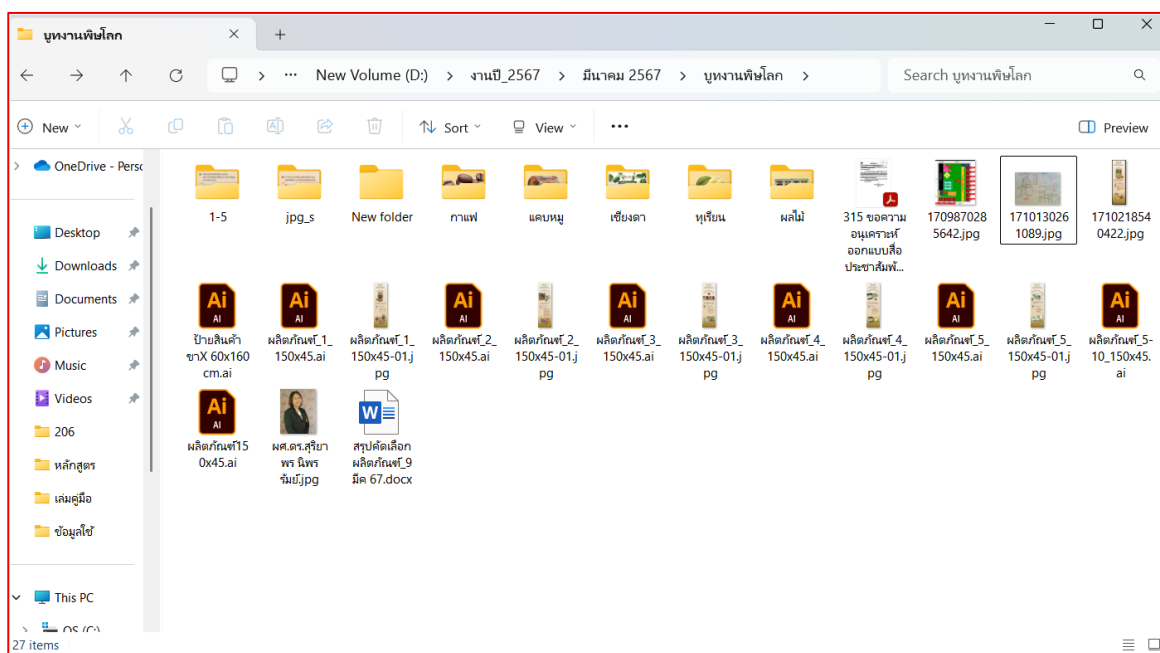 บูทงานพิษโลก
New Volume (D:) > งานปี_2567 > มีนาคม 2567 > บูทงานพิษโลก >
Search บูทงานพิษโลก
New
Sort
View
Preview
OneDrive - Perso
Desktop
Downloads
Documents
Pictures
Music
Videos
206
หลักสูตร
เล่มคู่มือ
ข้อมูลใช้
This PC
OS (C:)
1-5
jpg_s
New folder
กาแฟ
แคบหมู
เซียงดา
ทุเรียน
ผลไม้
315 ขอความ
อนุเคราะห์
ออกแบบสื่อ
ประชาสัมพั...
170987028
5642.jpg
171013026
1089.jpg
171021854
0422.jpg
ป้ายสินค้า
ขาX 60x160
cm.ai
ผลิตภัณฑ์_1_
150x45.ai
ผลิตภัณฑ์_1_
150x45-01.j
pg
ผลิตภัณฑ์_2_
150x45.ai
ผลิตภัณฑ์_2_
150x45-01.j
pg
ผลิตภัณฑ์_3_
150x45.ai
ผลิตภัณฑ์_3_
150x45-01.j
pg
ผลิตภัณฑ์_4_
150x45.ai
ผลิตภัณฑ์_4_
150x45-01.j
pg
ผลิตภัณฑ์_5_
150x45.ai
ผลิตภัณฑ์_5_
150x45-01.j
pg
ผลิตภัณฑ์_5-
10_150x45.
ai
ผลิตภัณฑ์15
0x45.ai
ผศ.ดร.สุริยา
พร นิพร
รัมย์.jpg
สรุปคัดเลือก
ผลิตภัณฑ์_9
มีค 67.docx
27 items